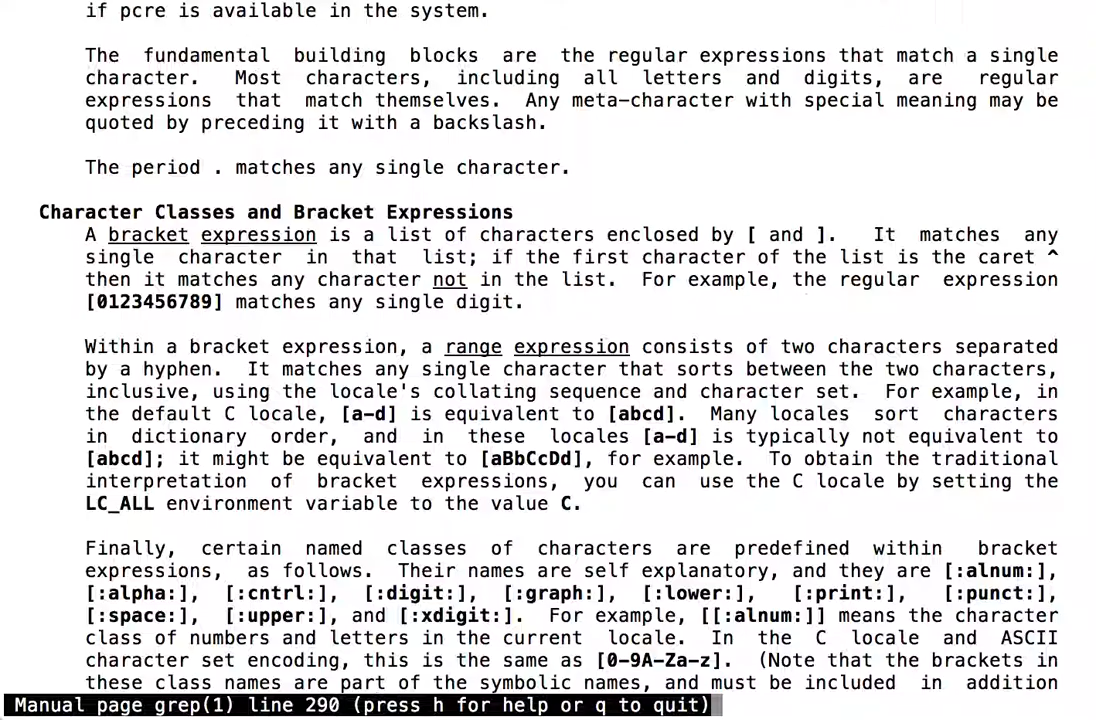 if pcre is available in the system.
The fundamental building blocks are the regular expressions that match a single
character. Most characters, including all letters and digits, are regular
expressions that match themselves. Any meta-character with special meaning may be
quoted by preceding it with a backslash.
The period . matches any single character.
Character Classes and Bracket Expressions
A bracket expression is a list of characters enclosed by [ and ]. It matches any
single character in that list; if the first character of the list is the caret ^
then it matches any character not in the list. For example, the regular expression
[0123456789] matches any single digit.
Within a bracket expression, a range expression consists of two characters separated
by a hyphen. It matches any single character that sorts between the two characters,
inclusive, using the locale's collating sequence and character set. For example, in
the default C locale, [a-d] is equivalent to [abcd]. Many locales sort characters
in dictionary order, and in these locales [a-d] is typically not equivalent to
[abcd]; it might be equivalent to [aBbCcDd], for example. To obtain the traditional
interpretation of bracket expressions, you can use the C locale by setting the
LC_ALL environment variable to the value C.
Finally, certain named classes of characters are predefined within bracket
expressions, as follows. Their names are self explanatory, and they are [:alnum:],
[:alpha:], [:cntrl:], [:digit:], [:graph:], [:lower:], [:print:], [:punct:],
[:space:], [:upper:], and [:xdigit:]. For example, [[:alnum:]] means the character
class of numbers and letters in the current locale. In the C locale and ASCII
character set encoding, this is the same as [0-9A-Za-z]. (Note that the brackets in
these class names are part of the symbolic names, and must be included in addition
Manual page grep(1) line 290 (press h for help or q to quit)